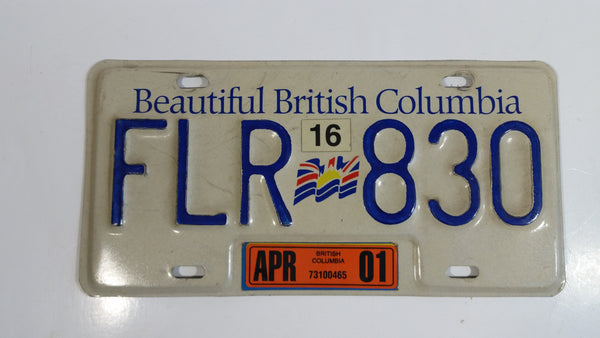 Beautiful British Columbia
16
FLR 830
APR BRITISH COLUMBIA 73100465 01